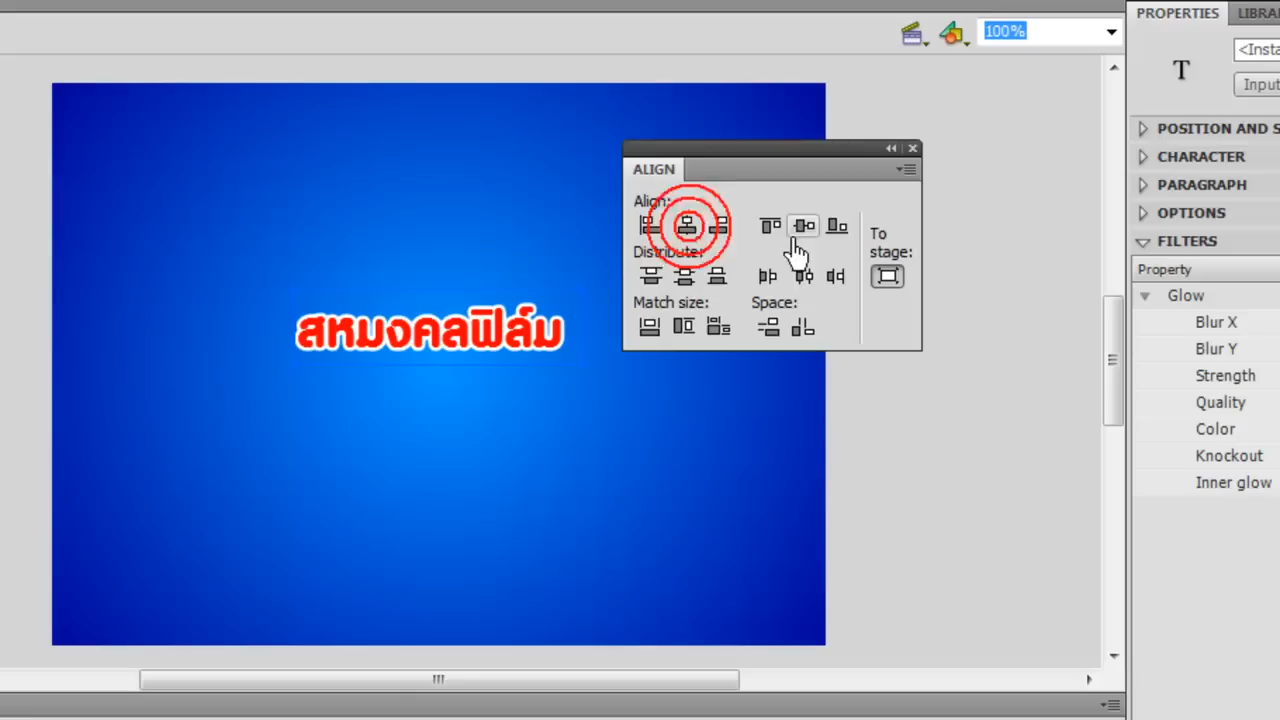 PROPERTIES
LIBRA
100%
<Insta
T
Input
ALIGN
Align:
Distribute:
Match size:
Space:
To
stage:
สหมงคลฟิล์ม
POSITION AND S
CHARACTER
PARAGRAPH
OPTIONS
FILTERS
Property
Glow
Blur X
Blur Y
Strength
Quality
Color
Knockout
Inner glow